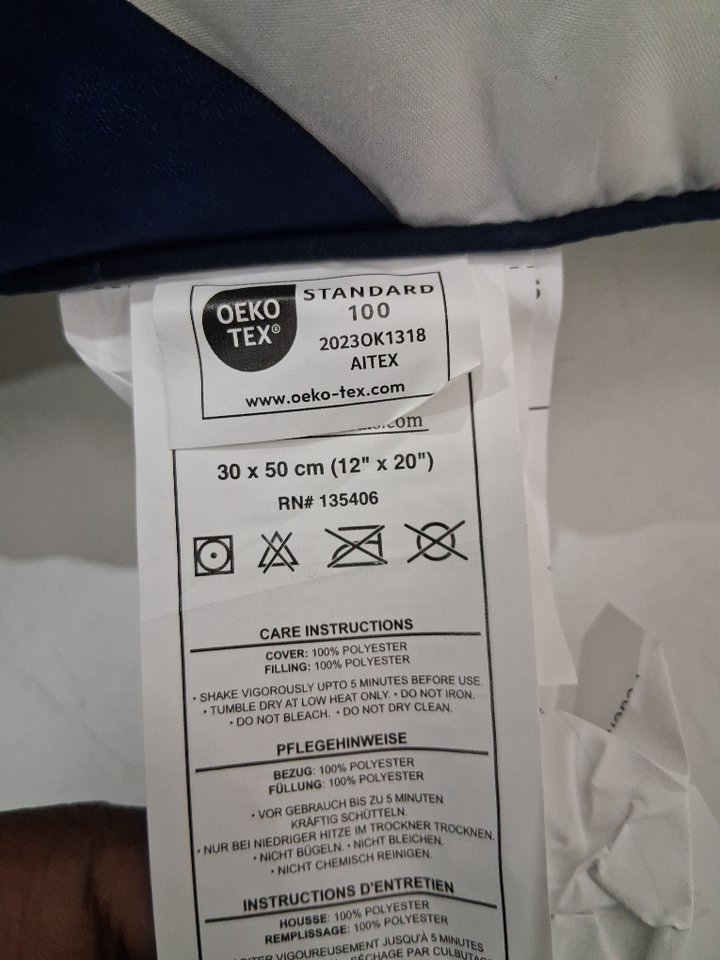 OEKO
TEX®
STANDARD
100
2023OK1318
AITEX
www.oeko-tex.com
.com
30 x 50 cm (12" x 20")
RN# 135406
CARE INSTRUCTIONS
COVER: 100% POLYESTER
FILLING: 100% POLYESTER
• SHAKE VIGOROUSLY UPTO 5 MINUTES BEFORE USE.
• TUMBLE DRY AT LOW HEAT ONLY. • DO NOT IRON.
• DO NOT BLEACH. • DO NOT DRY CLEAN.
PFLEGEHINWEISE
BEZUG: 100% POLYESTER
FÜLLUNG: 100% POLYESTER
• VOR GEBRAUCH BIS ZU 5 MINUTEN
KRÄFTIG SCHÜTTELN.
• NUR BEI NIEDRIGER HITZE IM TROCKNER TROCKNEN.
• NICHT BÜGELN. • NICHT BLEICHEN.
• NICHT CHEMISCH REINIGEN.
INSTRUCTIONS D'ENTRETIEN
HOUSSE: 100% POLYESTER
REMPLISSAGE: 100% POLYESTER
VIGOUREUSEMENT JUSQU'À 5 MINUTES
SÉCHAGE PAR